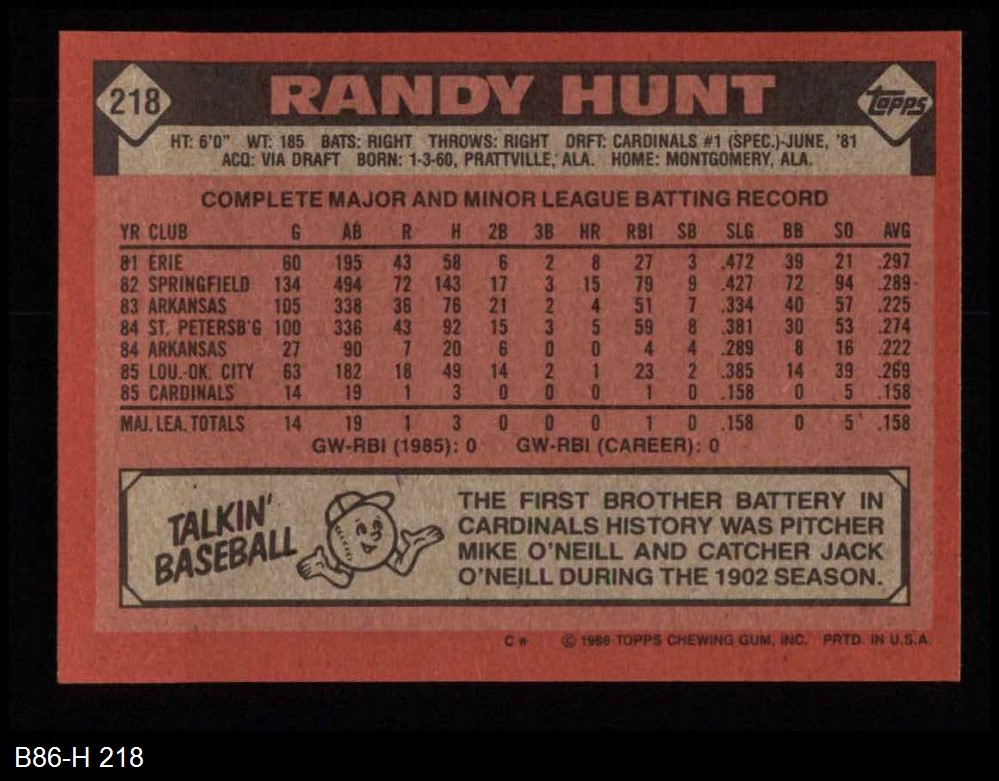 218 RANDY HUNT Topps
HT: 6'0" WT: 185 BATS: RIGHT THROWS: RIGHT DRFT: CARDINALS #1 (SPEC.)-JUNE, '81
ACQ: VIA DRAFT BORN: 1-3-60, PRATTVILLE, ALA. HOME: MONTGOMERY, ALA.
COMPLETE MAJOR AND MINOR LEAGUE BATTING RECORD
YR CLUB G AB R H 2B 3B HR RBI SB SLG BB SO AVG
81 ERIE 60 195 43 58 6 2 8 27 3 .472 39 21 .297
82 SPRINGFIELD 134 494 72 143 17 3 15 79 9 .427 72 94 .289
83 ARKANSAS 105 338 36 76 21 2 4 51 7 .334 40 57 .225
84 ST. PETERSB'G 100 336 43 92 15 3 5 59 8 .381 30 53 .274
84 ARKANSAS 27 90 7 20 6 0 0 4 4 .289 8 16 .222
85 LOU.-OK. CITY 63 182 18 49 14 2 1 23 2 .385 14 39 .269
85 CARDINALS 14 19 1 3 0 0 0 1 0 .158 0 5 .158
MAJ. LEA. TOTALS 14 19 1 3 0 0 0 1 0 .158 0 5 .158
GW-RBI (1985): 0 GW-RBI (CAREER): 0
TALKIN'
BASEBALL
THE FIRST BROTHER BATTERY IN
CARDINALS HISTORY WAS PITCHER
MIKE O'NEILL AND CATCHER JACK
O'NEILL DURING THE 1902 SEASON.
C * © 1986 TOPPS CHEWING GUM, INC. PRTD. IN U.S.A.
B86-H 218